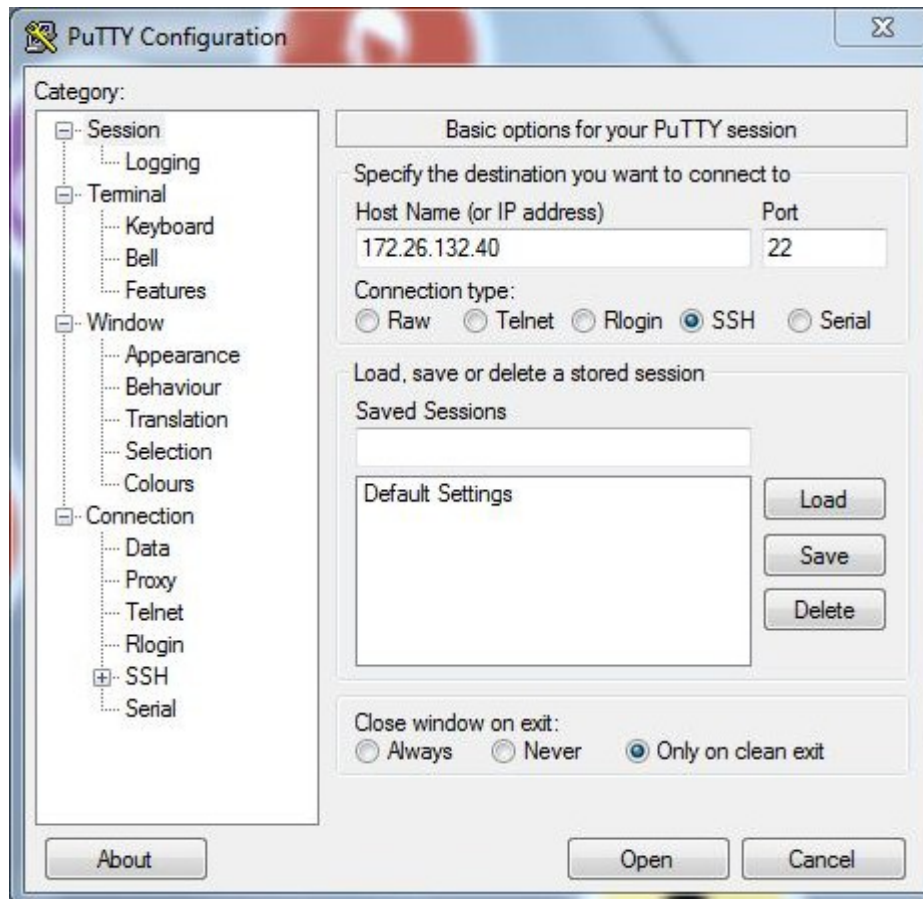 PuTTY Configuration
Category:
Session
Logging
Terminal
Keyboard
Bell
Features
Window
Appearance
Behaviour
Translation
Selection
Colours
Connection
Data
Proxy
Telnet
Rlogin
SSH
Serial
Basic options for your PuTTY session
Specify the destination you want to connect to
Host Name (or IP address) Port
172.26.132.40 22
Connection type:
Raw Telnet Rlogin SSH Serial
Load, save or delete a stored session
Saved Sessions
Default Settings
Load
Save
Delete
Close window on exit:
Always Never Only on clean exit
About Open Cancel